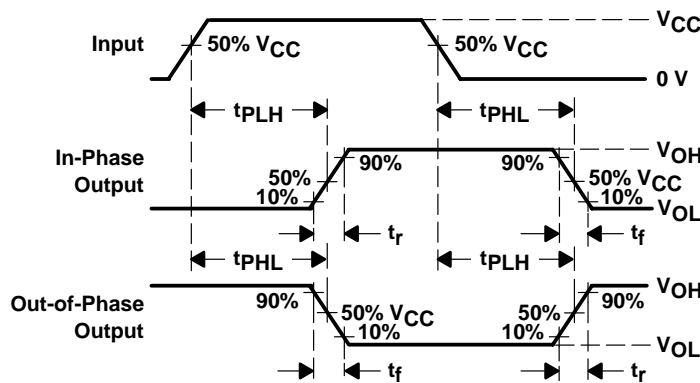 VCC
Input
50% VCC
50% VCC
0 V
tPLH
tPHL
In-Phase
Output
VOH
90%
90%
50%
50% VCC
10%
10%
VOL
tr
tf
tPHL
tPLH
Out-of-Phase
Output
VOH
90%
90%
50% VCC
50%
10%
10%
VOL
tf
tr